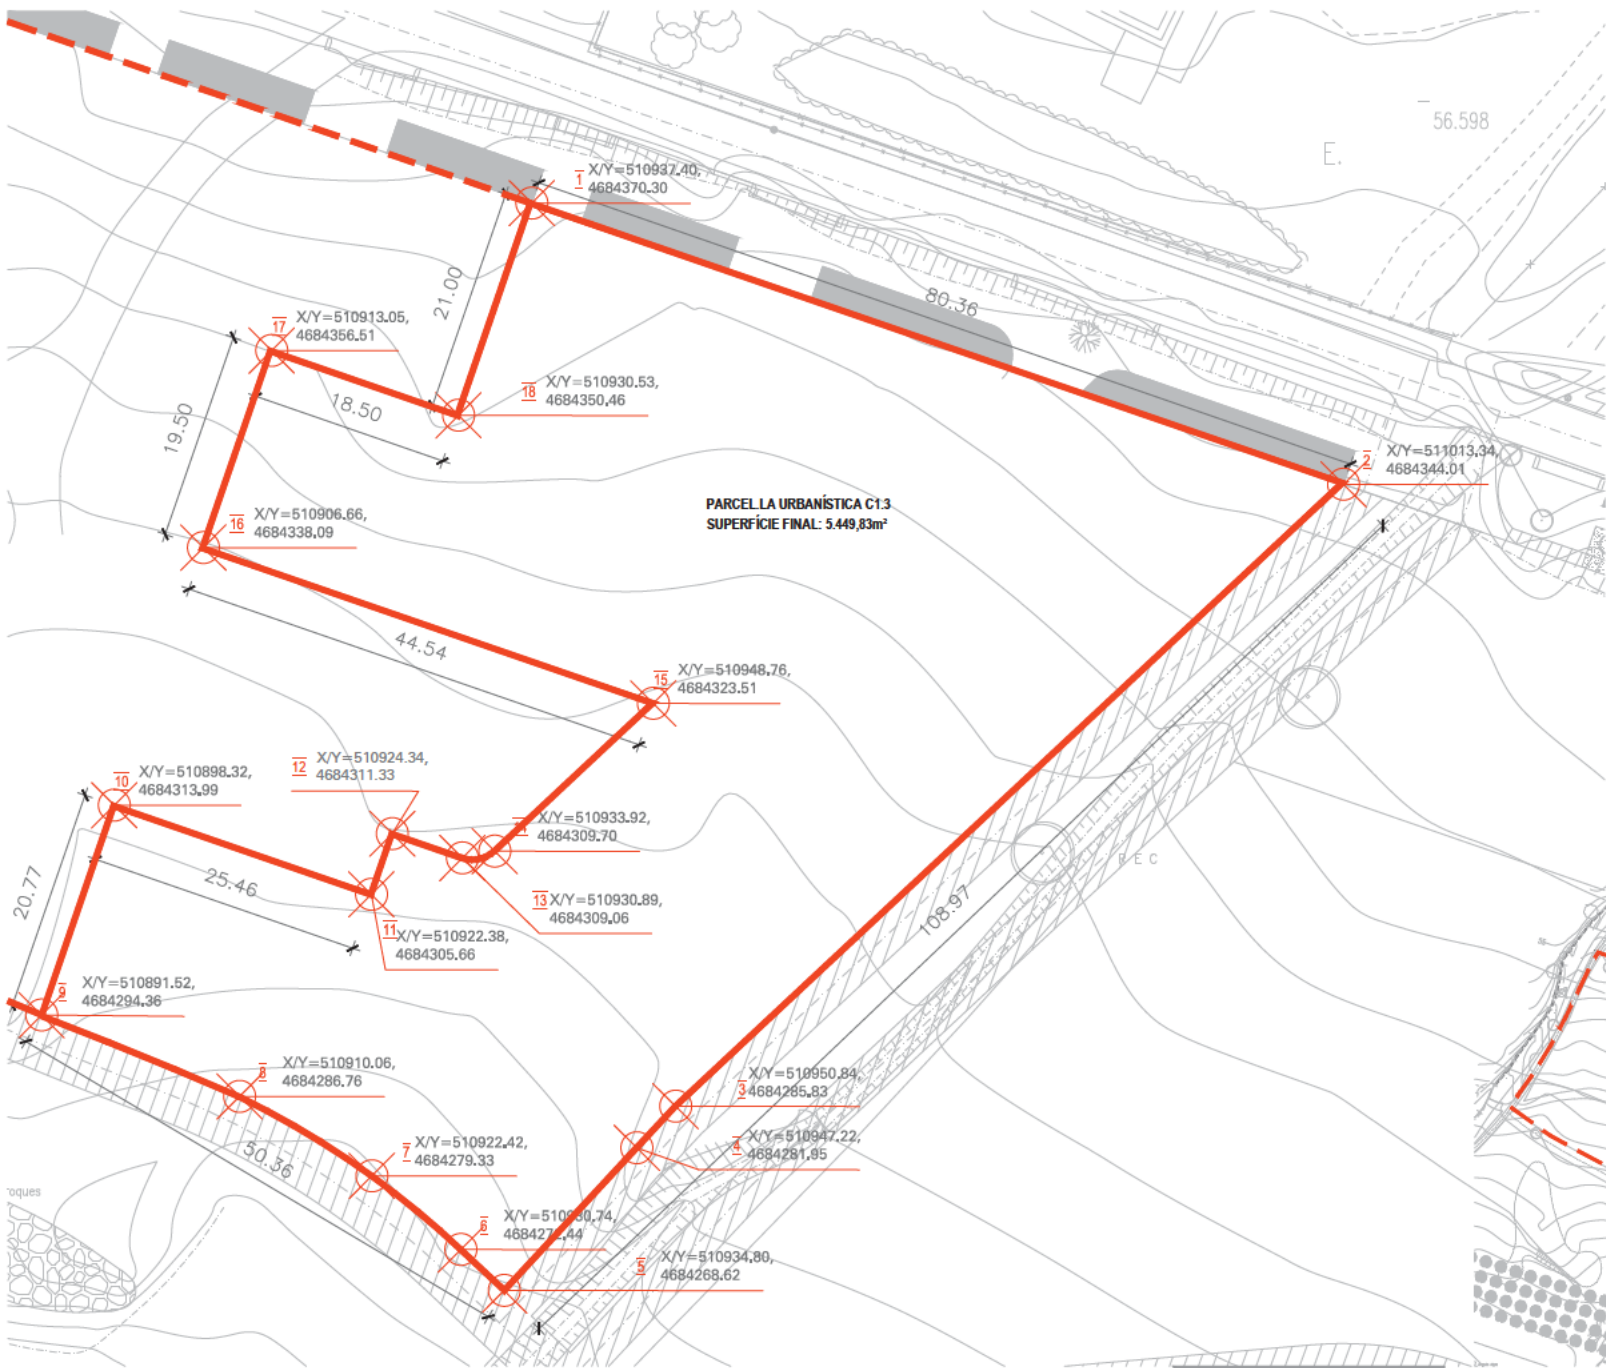 56.598
E.
1
X/Y=510937.40,
4684370.30
21.00
80.36
17
X/Y=510913.05,
4684356.51
18
X/Y=510930.53,
4684350.46
18.50
19.50
2
X/Y=511013.34,
4684344.01
PARCEL.LA URBANÍSTICA C1.3
SUPERFÍCIE FINAL: 5.449,83m²
16
X/Y=510906.66,
4684338.09
44.54
15
X/Y=510948.76,
4684323.51
12
X/Y=510924.34,
4684311.33
10
X/Y=510898.32,
4684313.99
X/Y=510933.92,
4684309.70
REC
25.46
20.77
13
X/Y=510930.89,
4684309.06
108.97
11
X/Y=510922.38,
4684305.66
9
X/Y=510891.52,
4684294.36
8
X/Y=510910.06,
4684286.76
3
X/Y=510950.84,
4684285.83
7
X/Y=510922.42,
4684279.33
4
X/Y=510947.22,
4684281.95
50.36
roques
6
X/Y=510930.74,
5
X/Y=510934.80,
4684268.62